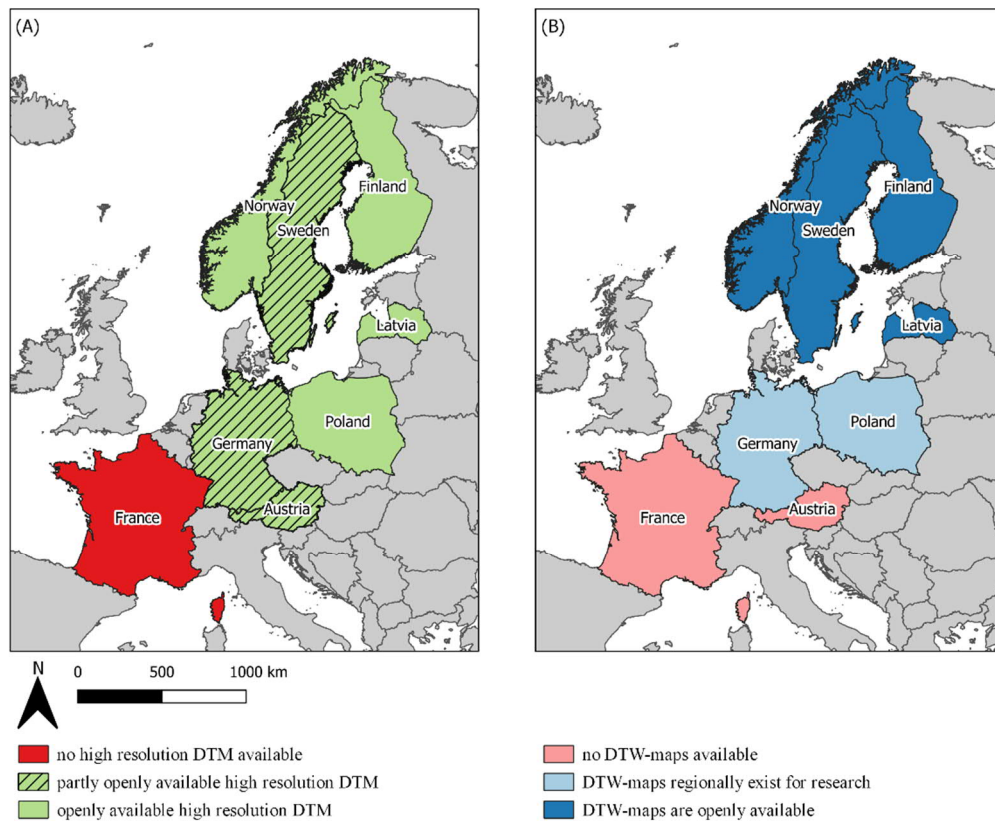 (A)
Norway
Finland
Sweden
Latvia
Germany
Poland
Austria
France
(B)
Norway
Finland
Sweden
Latvia
Germany
Poland
Austria
France
N
0 500 1000 km
no high resolution DTM available
partly openly available high resolution DTM
openly available high resolution DTM
no DTW-maps available
DTW-maps regionally exist for research
DTW-maps are openly available